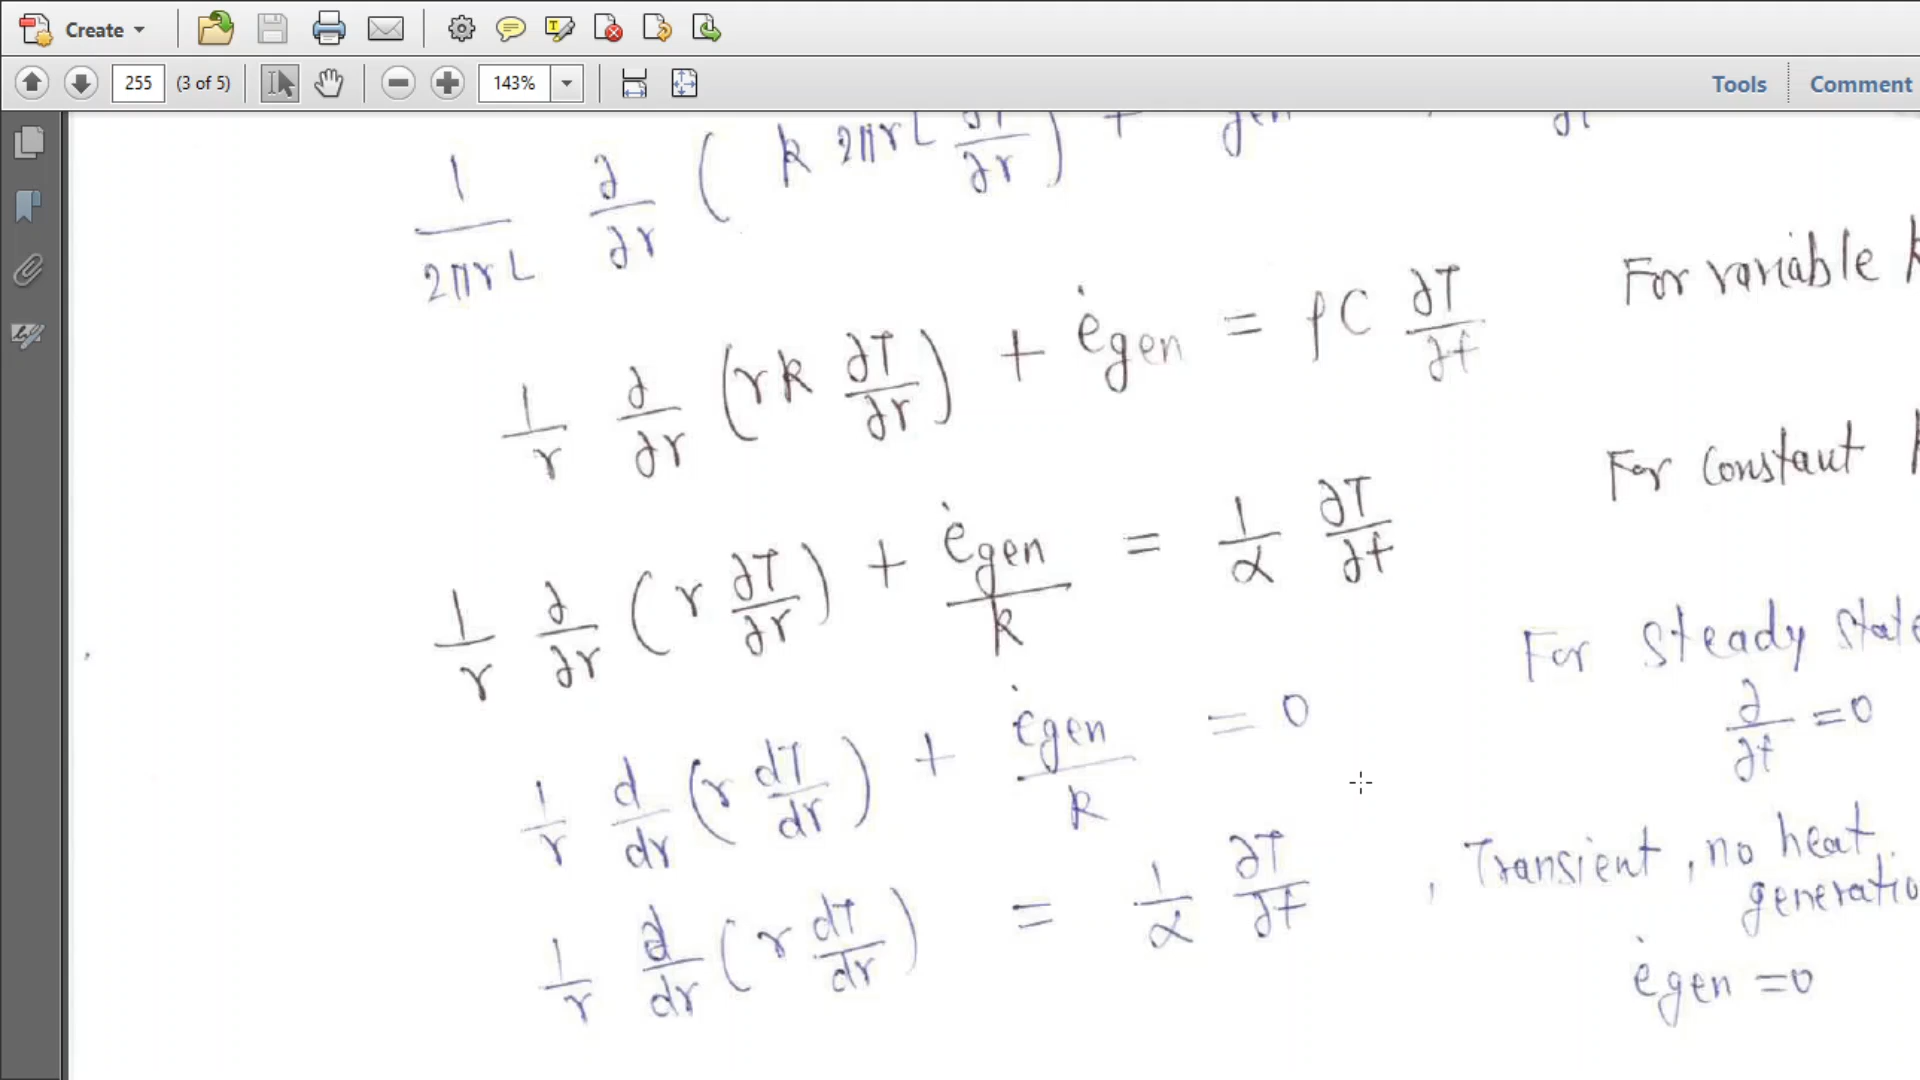 Create
255 (3 of 5) 143% Tools Comment
1/(2πrL) ∂/∂r (k 2πrL ∂T/∂r) +
1/r ∂/∂r (rk ∂T/∂r) + ėgen = ρC ∂T/∂t For variable k
1/r ∂/∂r (r ∂T/∂r) + ėgen/k = 1/α ∂T/∂t For constant k
1/r d/dr (r dT/dr) + ėgen/k = 0 For steady state
∂/∂t = 0
1/r d/dr (r dT/dr) = 1/α ∂T/∂t , Transient, no heat
generatio
ėgen = 0